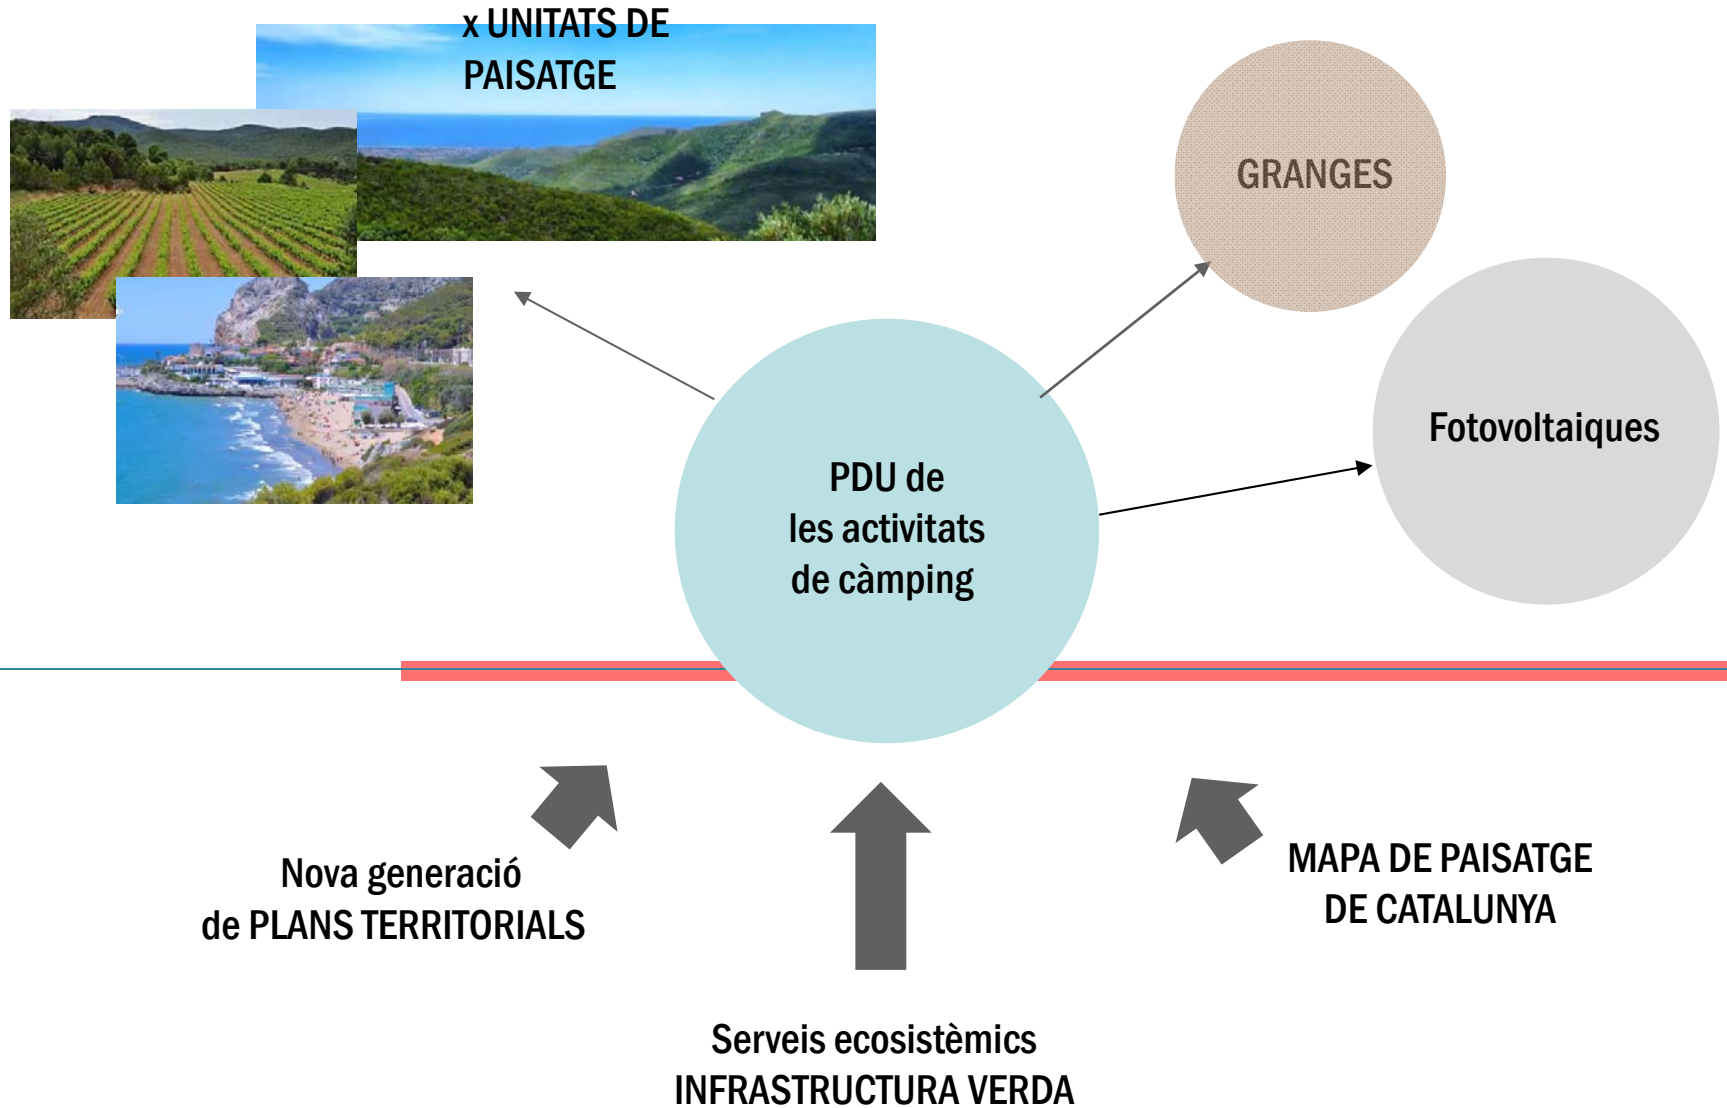 x UNITATS DE
PAISATGE
GRANGES
Fotovoltaiques
PDU de
les activitats
de càmping
Nova generació
de PLANS TERRITORIALS
MAPA DE PAISATGE
DE CATALUNYA
Serveis ecosistèmics
INFRASTRUCTURA VERDA